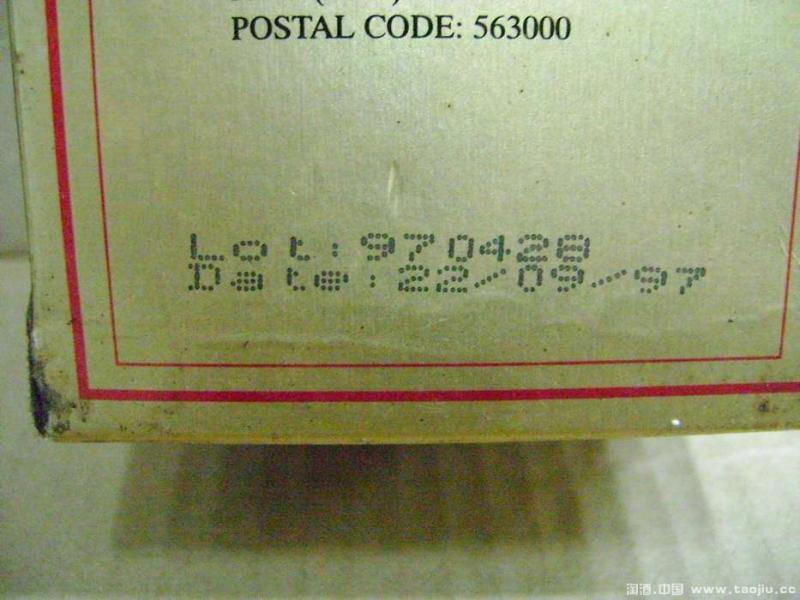 POSTAL CODE: 563000
Lot: 970428
Date: 22/09/97
淘酒.中国 www.taojiu.cc